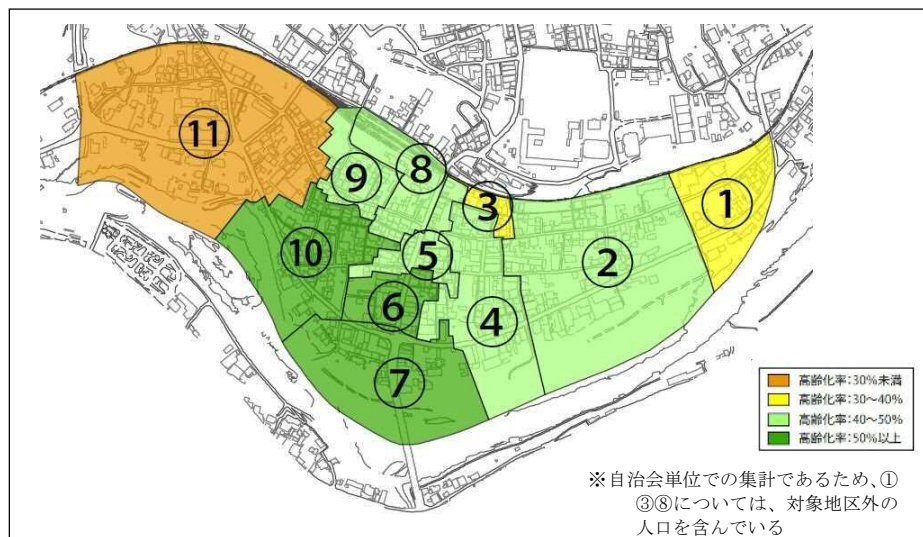 ⑪
⑧
⑨
③
①
⑩
⑤
②
⑥
④
⑦
高齢化率：30％未満
高齢化率：30～40％
高齢化率：40～50％
高齢化率：50％以上
※自治会単位での集計であるため、①
③⑧については、対象地区外の
人口を含んでいる